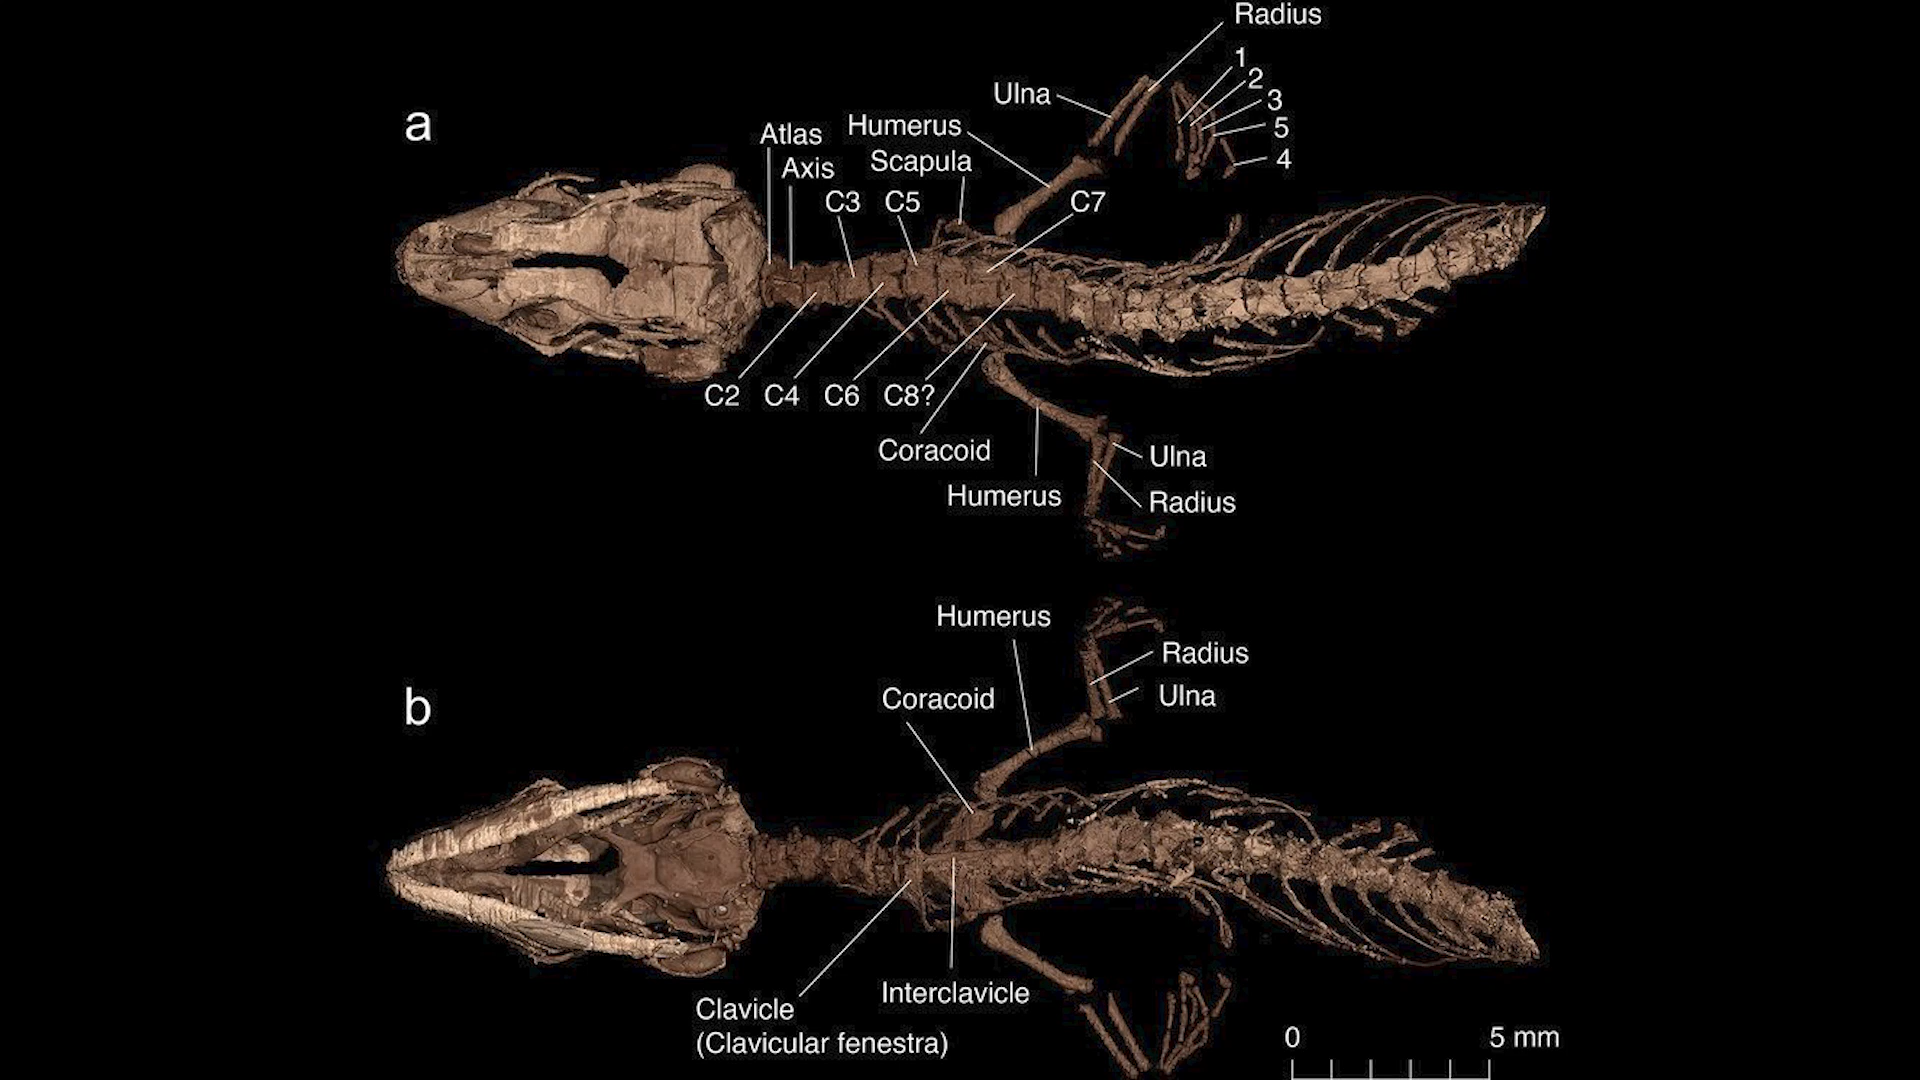 a
Radius
1
Ulna
2
3
Humerus
5
Atlas
Scapula
4
Axis
C3
C5
C7
C2
C4
C6
C8?
Coracoid
Ulna
Humerus
Radius
Humerus
Radius
b
Coracoid
Ulna
Interclavicle
Clavicle
(Clavicular fenestra)
0 5 mm